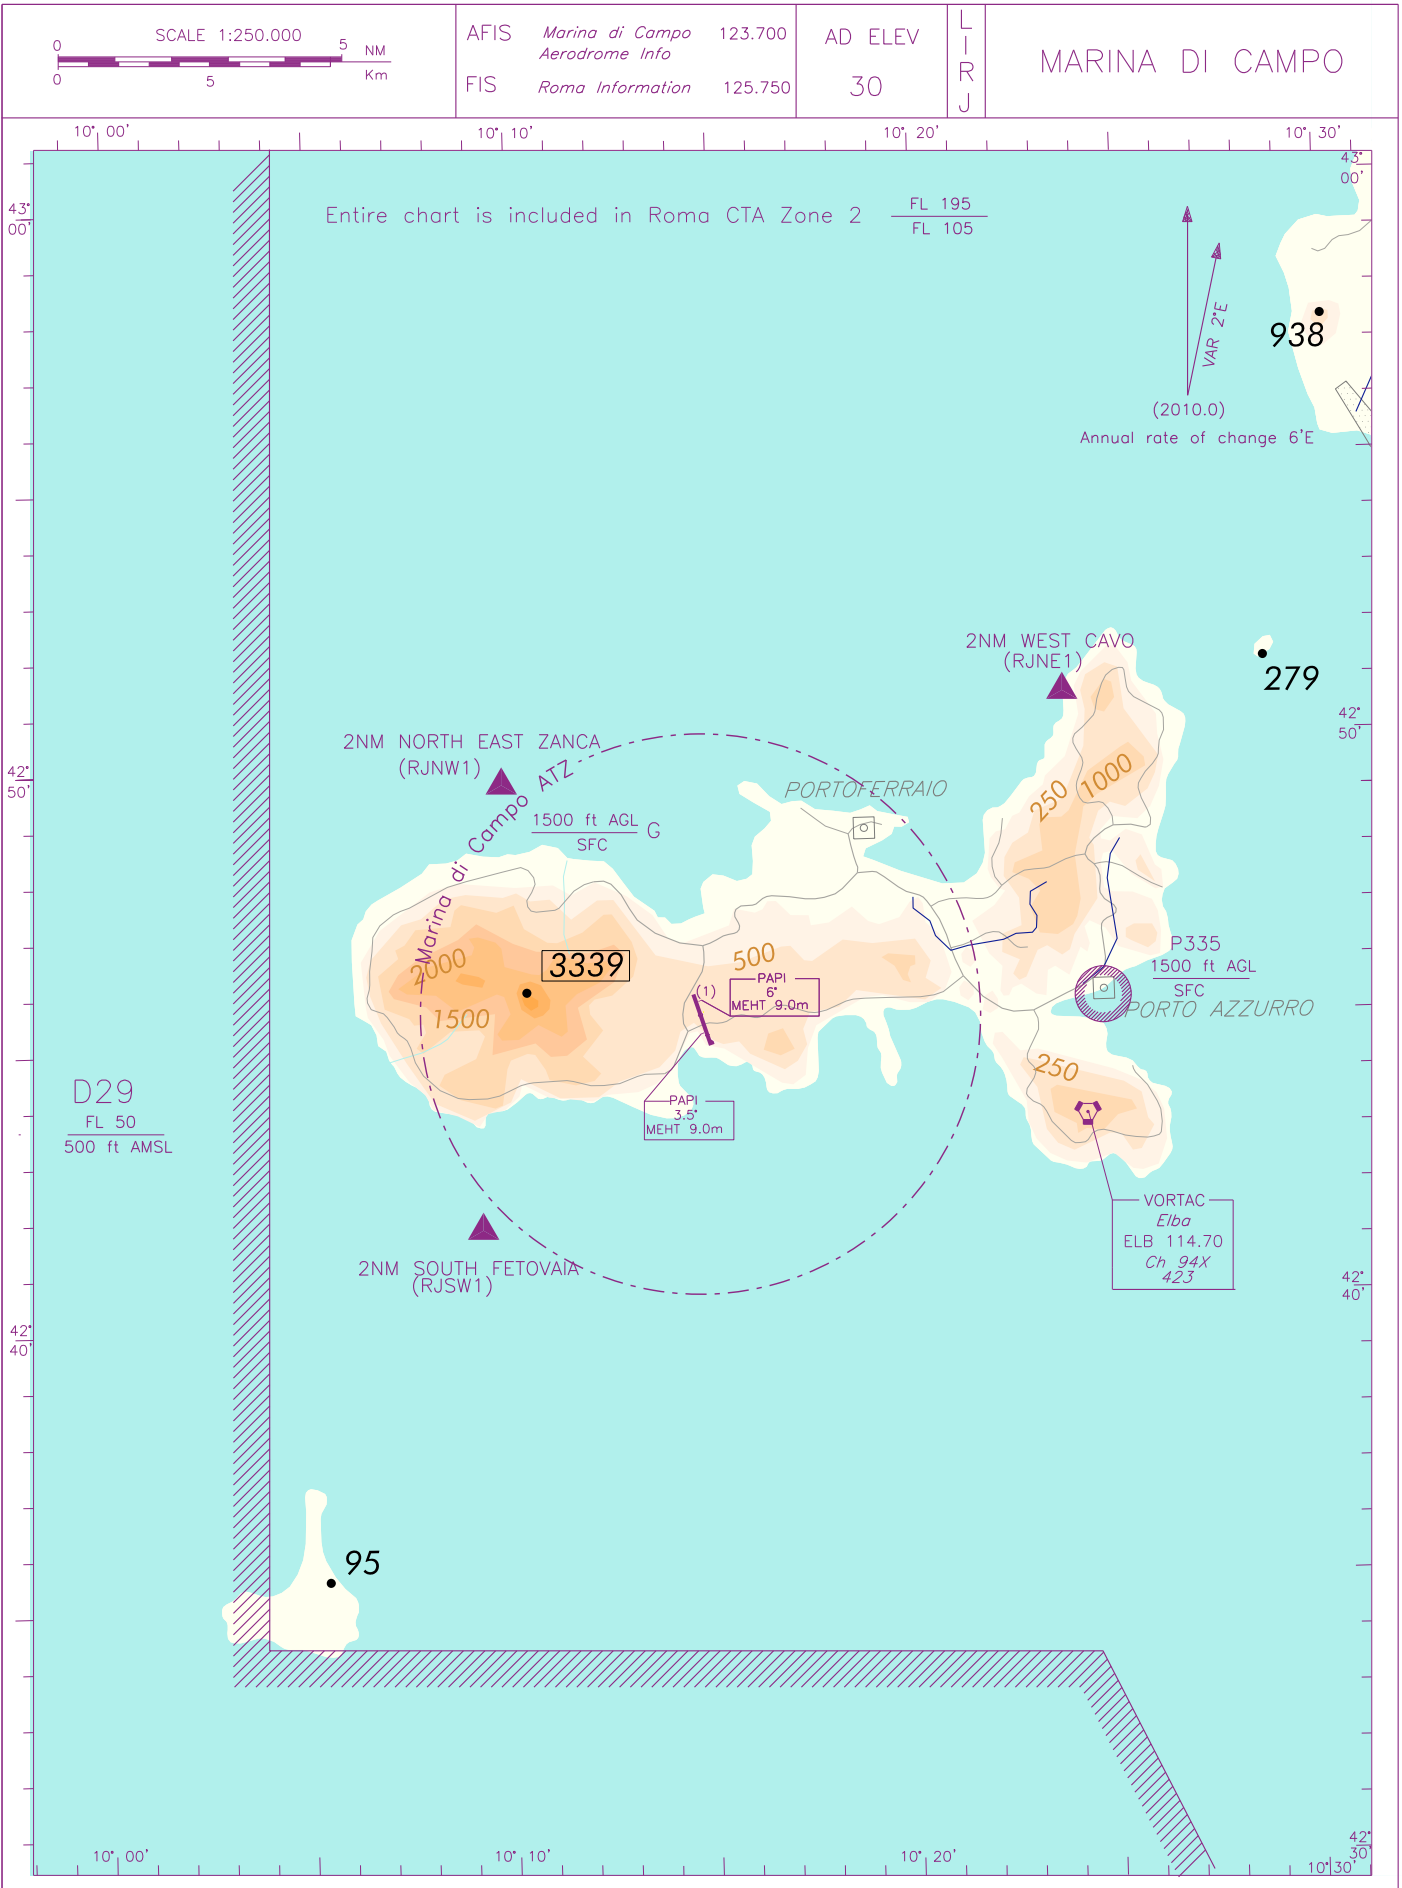 SCALE 1:250.000
0 5 NM
0 5 Km
AFIS Marina di Campo 123.700
Aerodrome Info
FIS Roma Information 125.750
AD ELEV
30
L
I
R
J
MARINA DI CAMPO
10° 00' 10° 10' 10° 20' 10° 30'
43°
00'
43°
00'
Entire chart is included in Roma CTA Zone 2
FL 195
FL 105
VAR 2°E
(2010.0)
Annual rate of change 6'E
938
2NM WEST CAVO
(RJNE1)
279
42°
50'
2NM NORTH EAST ZANCA
(RJNW1)
42°
50'
Marina di Campo ATZ
1500 ft AGL
SFC
G
PORTOFERRAIO
250
1000
2000
3339
1500
500
(1)
PAPI
6°
MEHT 9.0m
P335
1500 ft AGL
SFC
PORTO AZZURRO
250
D29
FL 50
500 ft AMSL
PAPI
3.5°
MEHT 9.0m
VORTAC
Elba
ELB 114.70
Ch 94X
423
2NM SOUTH FETOVAIA
(RJSW1)
42°
40'
42°
40'
95
42°
30'
10° 00' 10° 10' 10° 20' 10° 30'